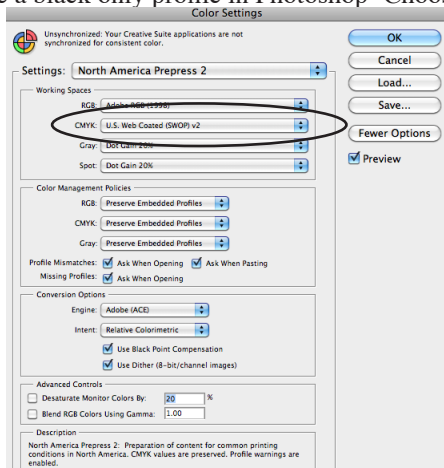 e a black only profile in Photoshop Choo
Color Settings
Unsynchronized: Your Creative Suite applications are not
synchronized for consistent color.
OK
Cancel
Load...
Save...
Fewer Options
Preview
Settings: North America Prepress 2
Working Spaces
RGB: Adobe RGB (1998)
CMYK: U.S. Web Coated (SWOP) v2
Gray: Dot Gain 20%
Spot: Dot Gain 20%
Color Management Policies
RGB: Preserve Embedded Profiles
CMYK: Preserve Embedded Profiles
Gray: Preserve Embedded Profiles
Profile Mismatches: Ask When Opening Ask When Pasting
Missing Profiles: Ask When Opening
Conversion Options
Engine: Adobe (ACE)
Intent: Relative Colorimetric
Use Black Point Compensation
Use Dither (8-bit/channel images)
Advanced Controls
Desaturate Monitor Colors By: 20 %
Blend RGB Colors Using Gamma: 1.00
Description
North America Prepress 2: Preparation of content for common printing
conditions in North America. CMYK values are preserved. Profile warnings are
enabled.